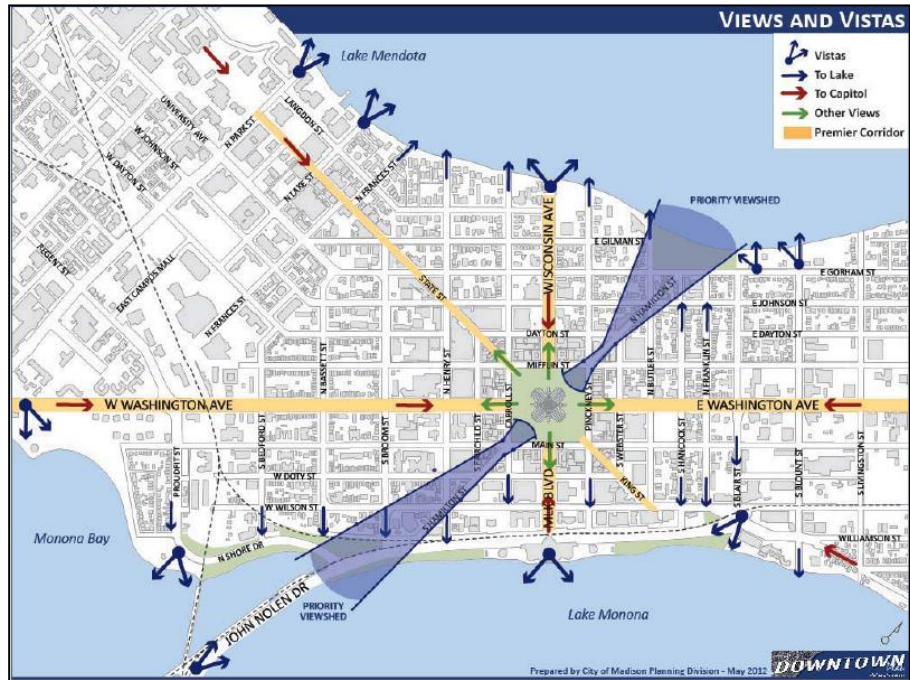 VIEWS AND VISTAS
Vistas
To Lake
To Capitol
Other Views
Premier Corridor
Lake Mendota
LANGDON ST
UNIVERSITY AVE
W JOHNSON ST
W DAYTON ST
N PARK ST
N LAKE ST
N FRANCES ST
REGENT ST
EAST CAMPUS MALL
N FRANCES ST
STATE ST
WISCONSIN AVE
PRIORITY VIEWSHED
E GILMAN ST
E GORHAM ST
N HAMILTON ST
E JOHNSON ST
DAYTON ST
E DAYTON ST
MIFFLIN ST
N BASSETT ST
N HENRY ST
N BUTLER ST
N FRANKLIN ST
CARROLL ST
PINCKNEY ST
W WASHINGTON AVE
E WASHINGTON AVE
MAIN ST
PROUDFIT ST
S BEDFORD ST
S BROOM ST
S FAIRCHILD ST
S WEBSTER ST
S HANCOCK ST
S BLAIR ST
S BLOUNT ST
S LIVINGSTON ST
W DOTY ST
S HAMILTON ST
MLK BLVD
KING ST
W WILSON ST
WILLIAMSON ST
Monona Bay
N SHORE DR
JOHN NOLEN DR
PRIORITY
VIEWSHED
Lake Monona
Prepared by City of Madison Planning Division - May 2012
DOWNTOWN